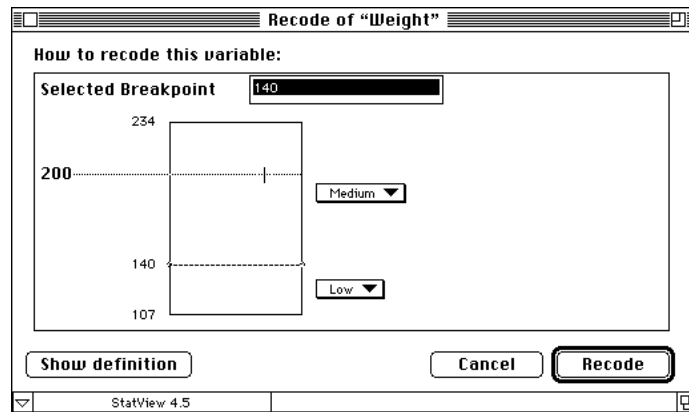 Recode of “Weight”
How to recode this variable:
Selected Breakpoint 140
234
200
Medium
140
Low
107
Show definition
Cancel
Recode
StatView 4.5